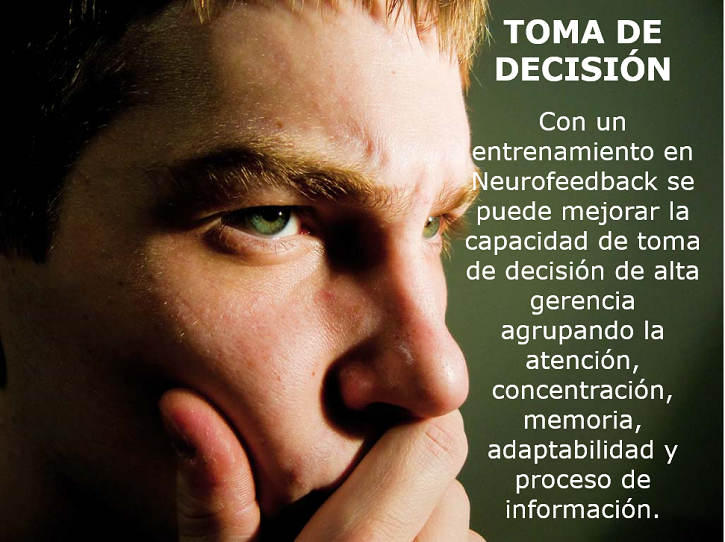 TOMA DE
DECISIÓN
Con un
entrenamiento en
Neurofeedback se
puede mejorar la
capacidad de toma
de decisión de alta
gerencia
agrupando la
atención,
concentración,
memoria,
adaptabilidad y
proceso de
información.